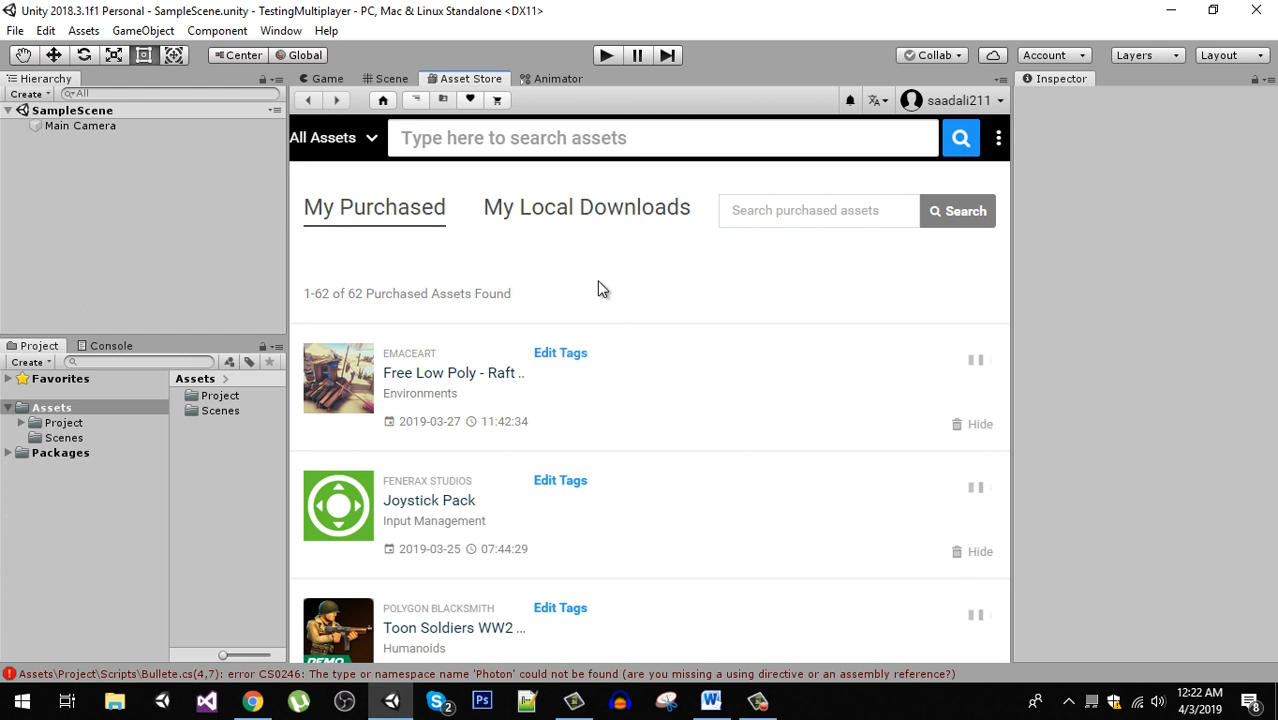 Unity 2018.3.1f1 Personal - SampleScene.unity - TestingMultiplayer - PC, Mac & Linux Standalone <DX11>
File Edit Assets GameObject Component Window Help
Center Global Collab Account Layers Layout
Hierarchy Game Scene Asset Store Animator Inspector
Create All
saadali211
SampleScene
Main Camera
All Assets Type here to search assets
My Purchased My Local Downloads Search purchased assets Search
1-62 of 62 Purchased Assets Found
Project Console
Create
Favorites
Assets
Project
Scenes
Packages
Assets
Project
Scenes
EMACEART Edit Tags
Free Low Poly - Raft ..
Environments
2019-03-27 11:42:34 Hide
FENERAX STUDIOS Edit Tags
Joystick Pack
Input Management
2019-03-25 07:44:29 Hide
POLYGON BLACKSMITH Edit Tags
Toon Soldiers WW2 ...
Humanoids
DEMO
Assets\Project\Scripts\Bullete.cs(4,7): error CS0246: The type or namespace name 'Photon' could not be found (are you missing a using directive or an assembly reference?)
Ps
2
12:22 AM
4/3/2019
8